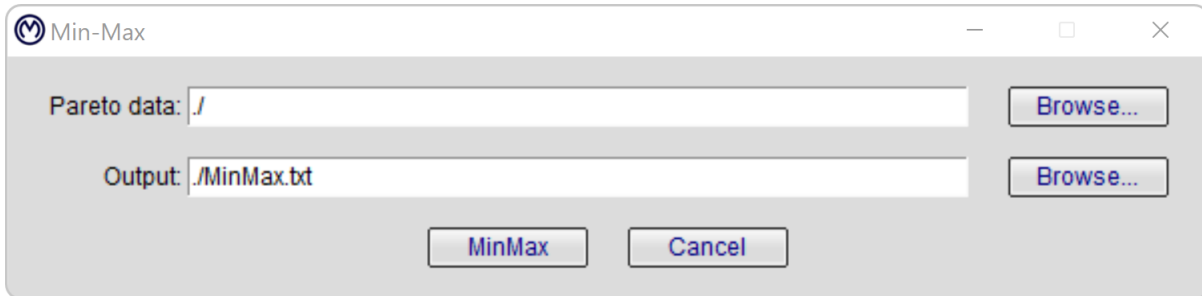 Min-Max
Pareto data: ./ Browse...
Output: ./MinMax.txt Browse...
MinMax Cancel